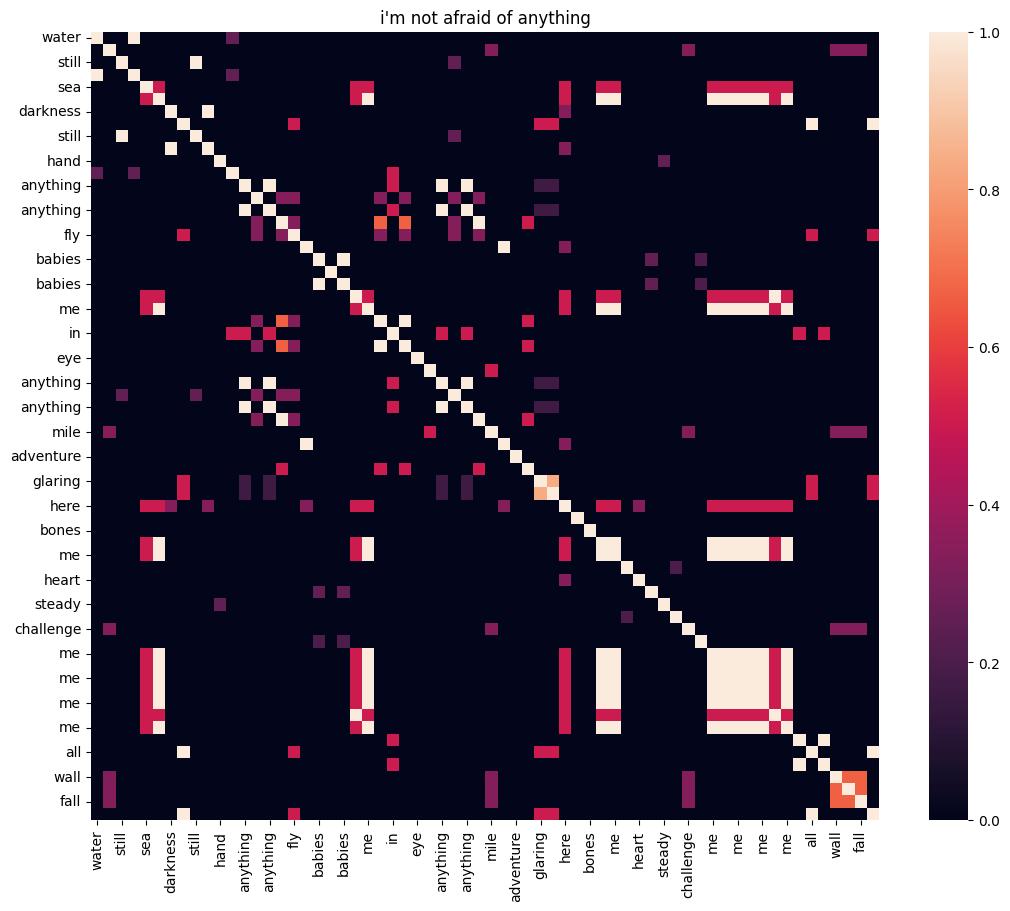 i'm not afraid of anything
water
still
sea
darkness
still
hand
anything
anything
fly
babies
babies
me
in
eye
anything
anything
mile
adventure
glaring
here
bones
me
heart
steady
challenge
me
me
me
me
all
wall
fall
water
still
sea
darkness
still
hand
anything
anything
fly
babies
babies
me
in
eye
anything
anything
mile
adventure
glaring
here
bones
me
heart
steady
challenge
me
me
me
me
all
wall
fall
1.0
0.8
0.6
0.4
0.2
0.0